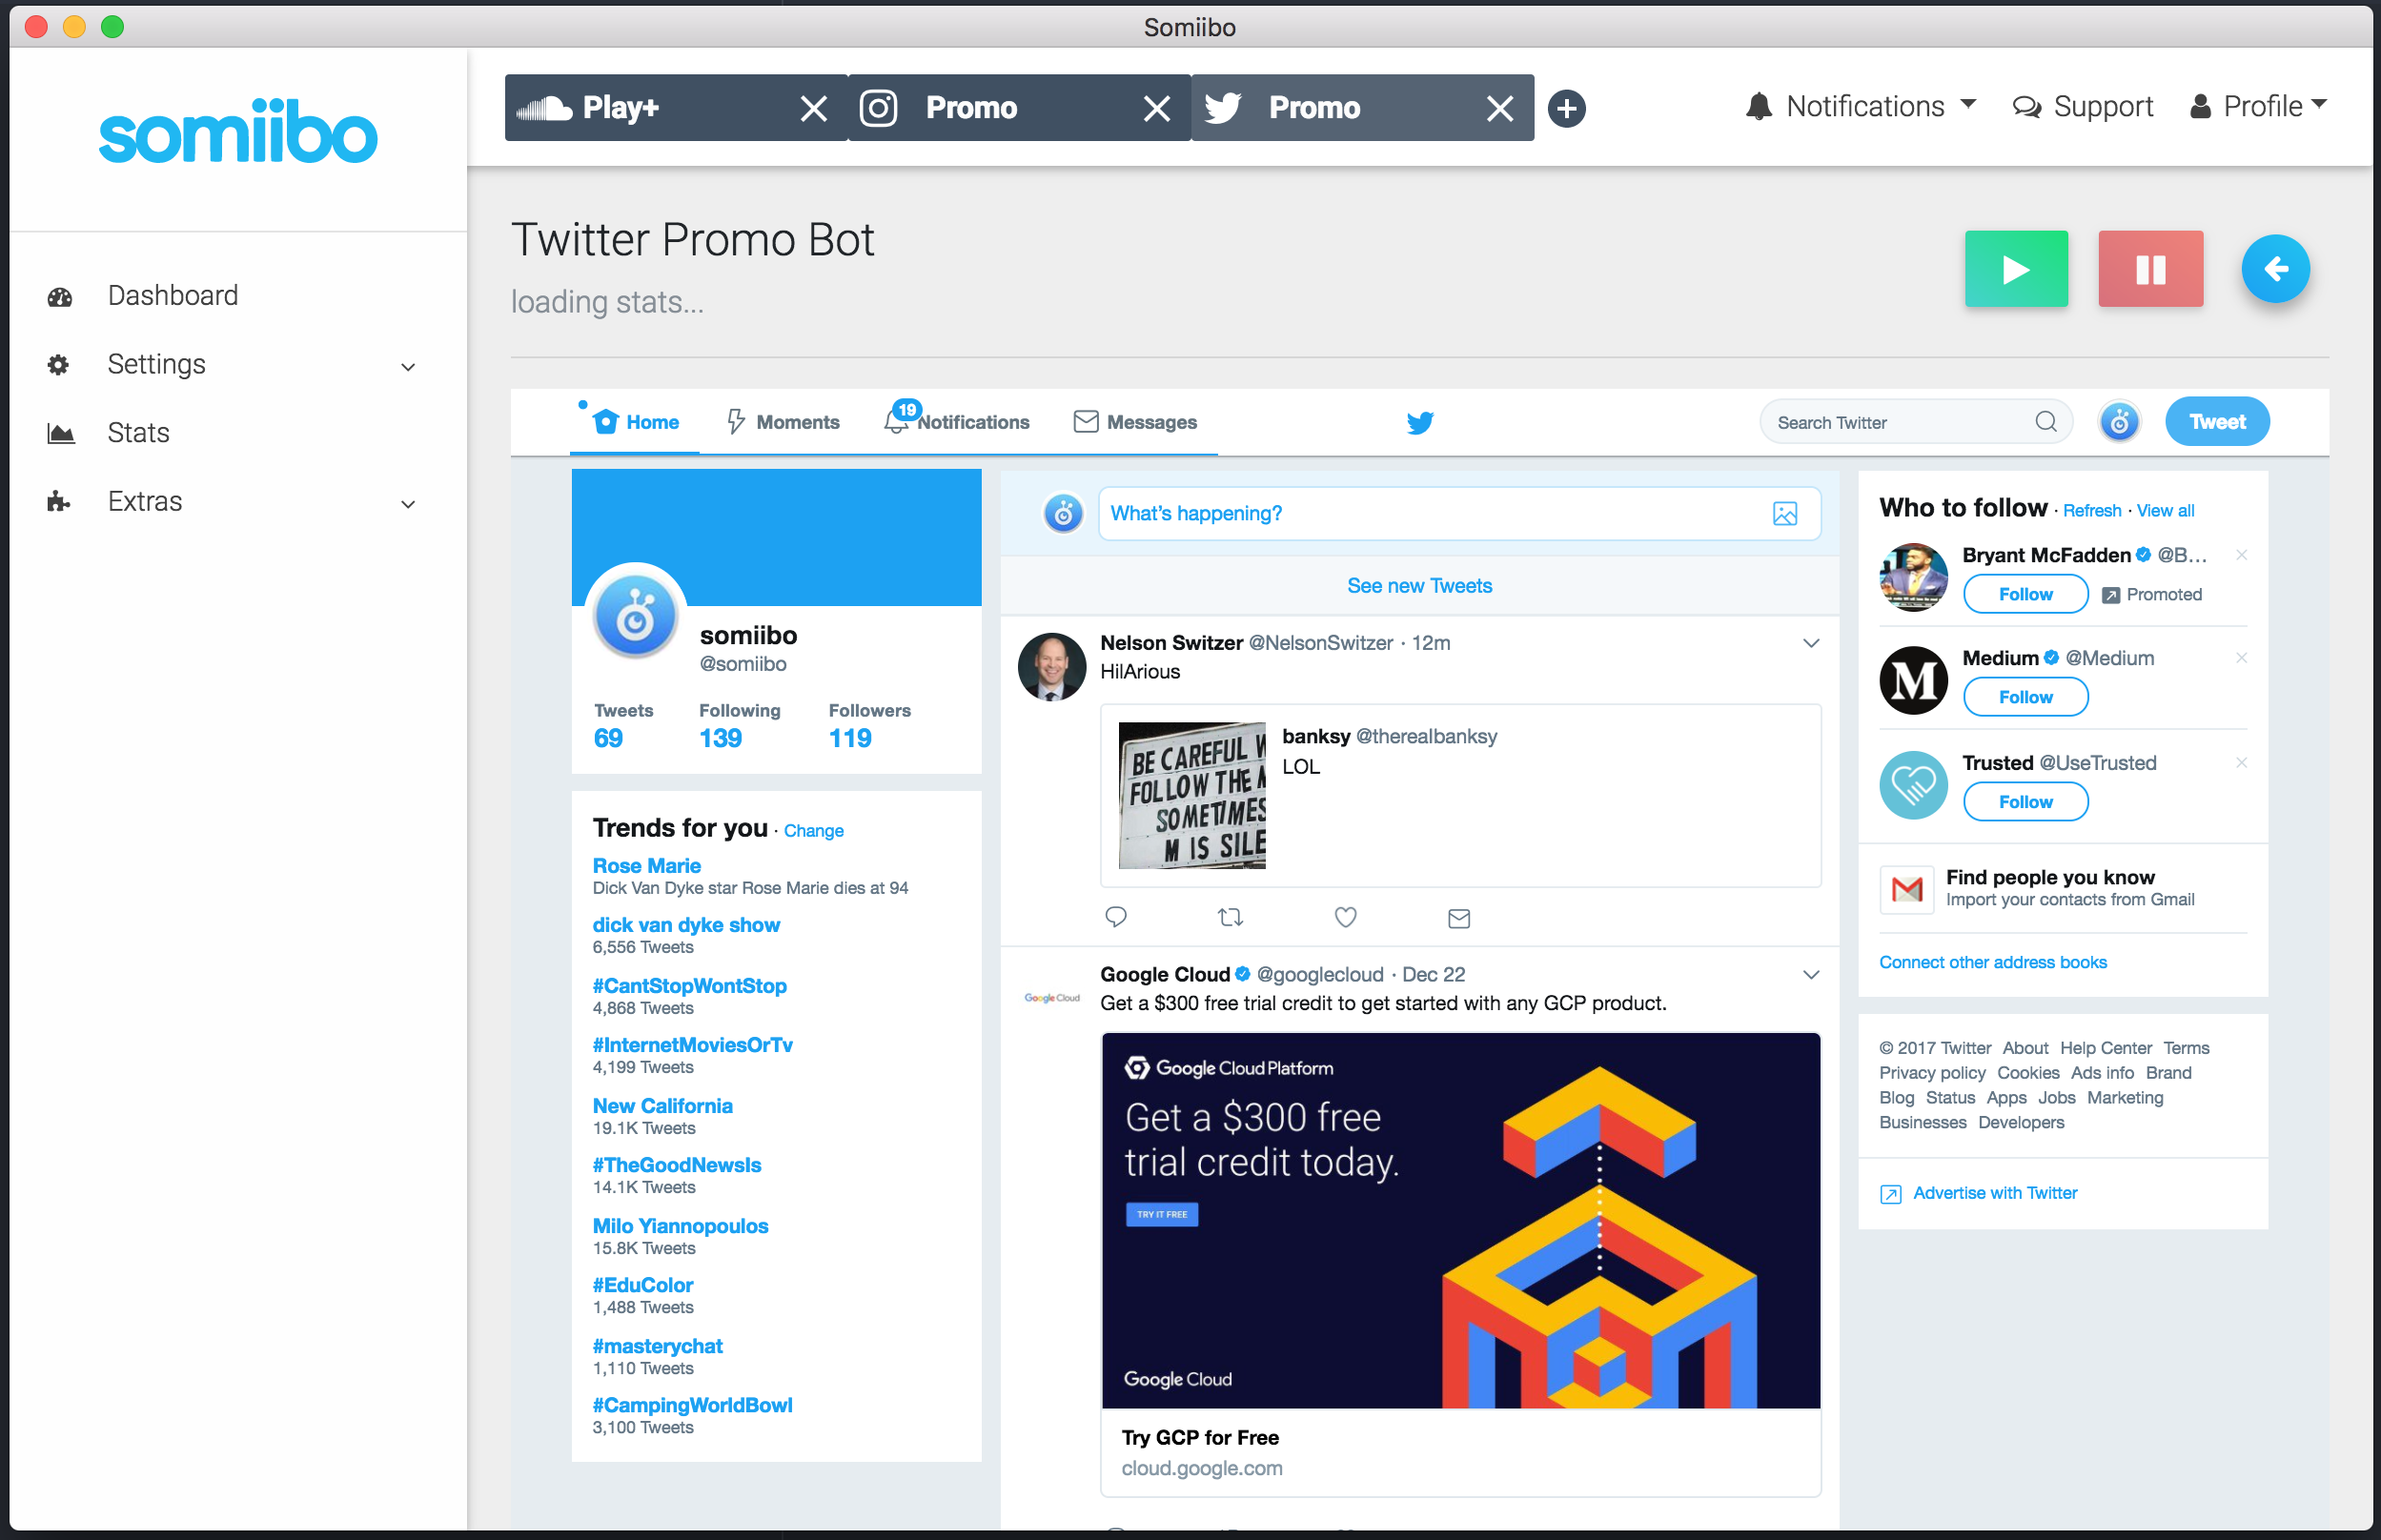 Somiibo
somiibo
Play+
Promo
Promo
Notifications
Support
Profile
Dashboard
Settings
Stats
Extras
Twitter Promo Bot
loading stats...
Home
Moments
19
Notifications
Messages
Search Twitter
Tweet
somiibo
@somiibo
Tweets Following Followers
69 139 119
Trends for you · Change
Rose Marie
Dick Van Dyke star Rose Marie dies at 94
dick van dyke show
6,556 Tweets
#CantStopWontStop
4,868 Tweets
#InternetMoviesOrTv
4,199 Tweets
New California
19.1K Tweets
#TheGoodNewsIs
14.1K Tweets
Milo Yiannopoulos
15.8K Tweets
#EduColor
1,488 Tweets
#masterychat
1,110 Tweets
#CampingWorldBowl
3,100 Tweets
What's happening?
See new Tweets
Nelson Switzer @NelsonSwitzer · 12m
HilArious
BE CAREFUL W
FOLLOW THE M
SOMETIMES
M IS SILE
banksy @therealbanksy
LOL
Google Cloud
Google Cloud @googlecloud · Dec 22
Get a $300 free trial credit to get started with any GCP product.
Google Cloud Platform
Get a $300 free
trial credit today.
TRY IT FREE
Google Cloud
Try GCP for Free
cloud.google.com
Who to follow · Refresh · View all
Bryant McFadden @B...
Follow
Promoted
M
Medium @Medium
Follow
Trusted @UseTrusted
Follow
Find people you know
Import your contacts from Gmail
Connect other address books
© 2017 Twitter About Help Center Terms
Privacy policy Cookies Ads info Brand
Blog Status Apps Jobs Marketing
Businesses Developers
Advertise with Twitter